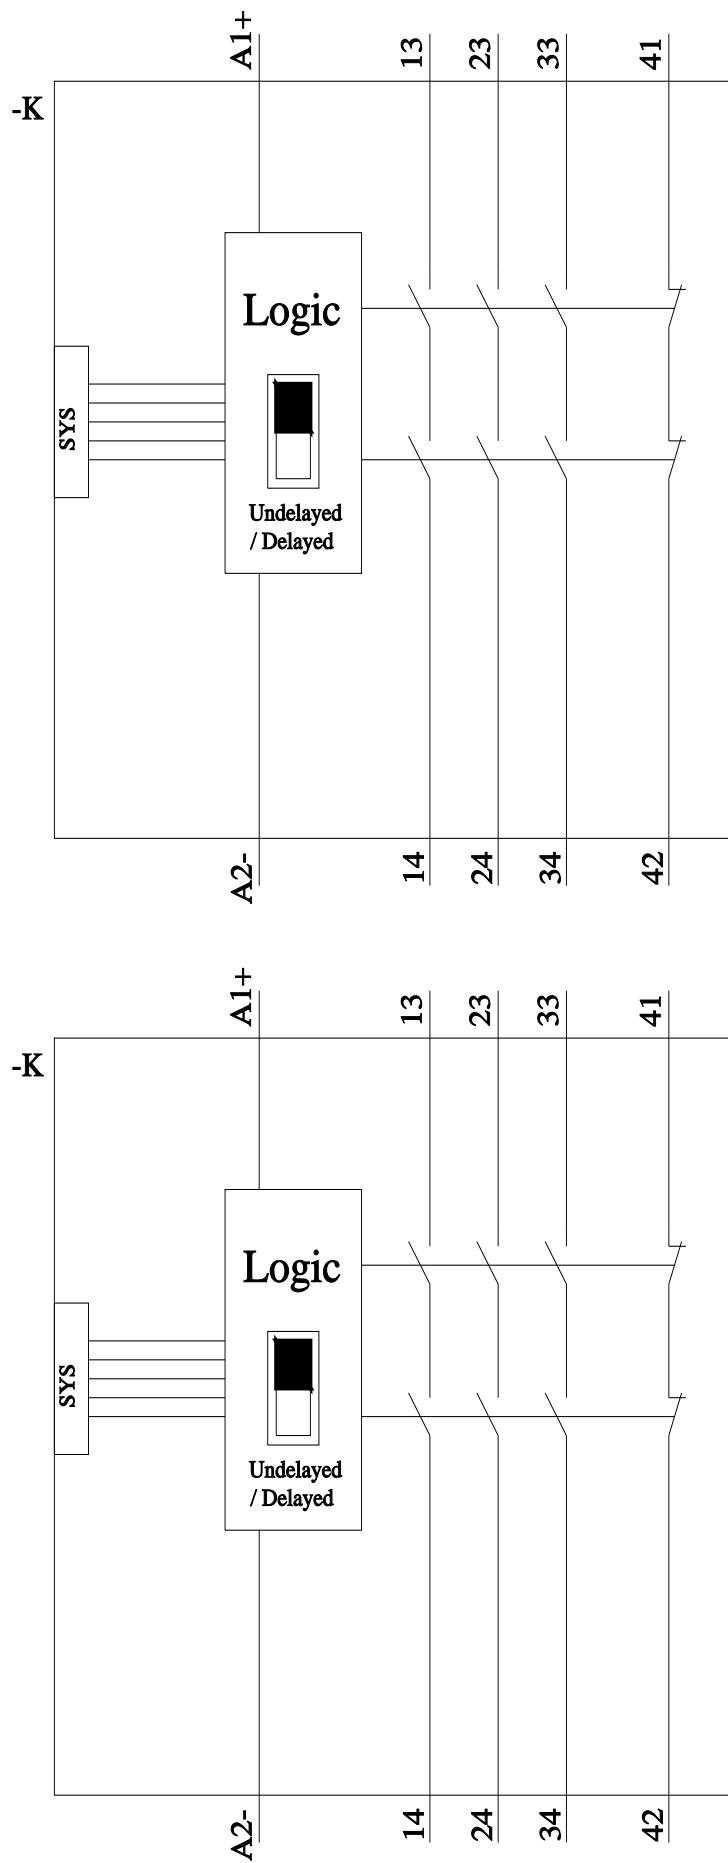 A1+ 13 23 33 41
-K
Logic
SYS
Undelayed
/ Delayed
A2- 14 24 34 42
A1+ 13 23 33 41
-K
Logic
SYS
Undelayed
/ Delayed
A2- 14 24 34 42